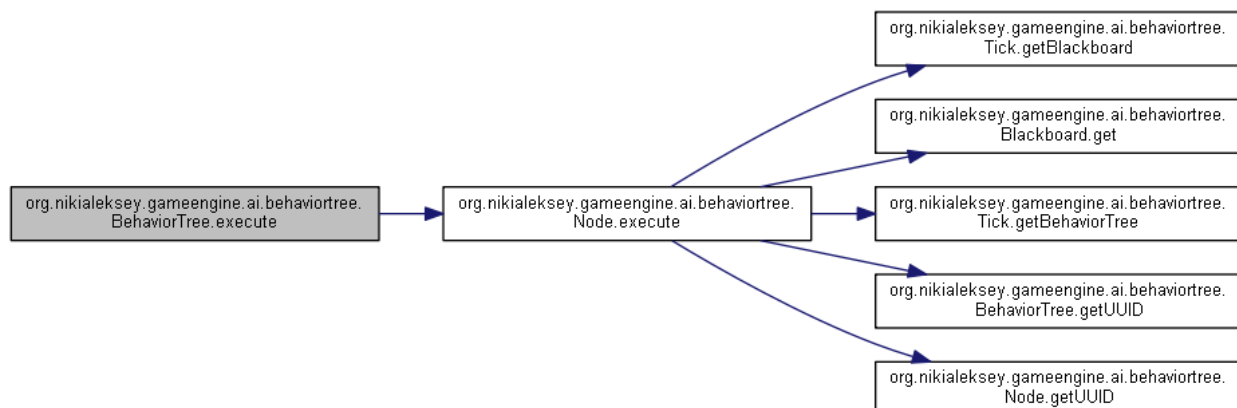 org.nikialeksey.gameengine.ai.behaviortree.
BehaviorTree.execute
org.nikialeksey.gameengine.ai.behaviortree.
Node.execute
org.nikialeksey.gameengine.ai.behaviortree.
Tick.getBlackboard
org.nikialeksey.gameengine.ai.behaviortree.
Blackboard.get
org.nikialeksey.gameengine.ai.behaviortree.
Tick.getBehaviorTree
org.nikialeksey.gameengine.ai.behaviortree.
BehaviorTree.getUUID
org.nikialeksey.gameengine.ai.behaviortree.
Node.getUUID